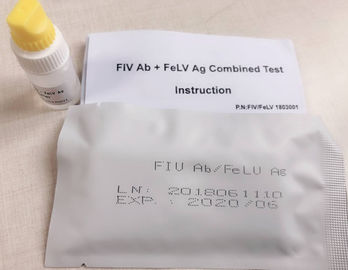 FIV Ab + FeLV Ag Combined Test
Instruction
P.N:FIV/FeLV 1803001
FIV Ab/FeLV Ag
LN: 2018061110
EXP: 2020/06